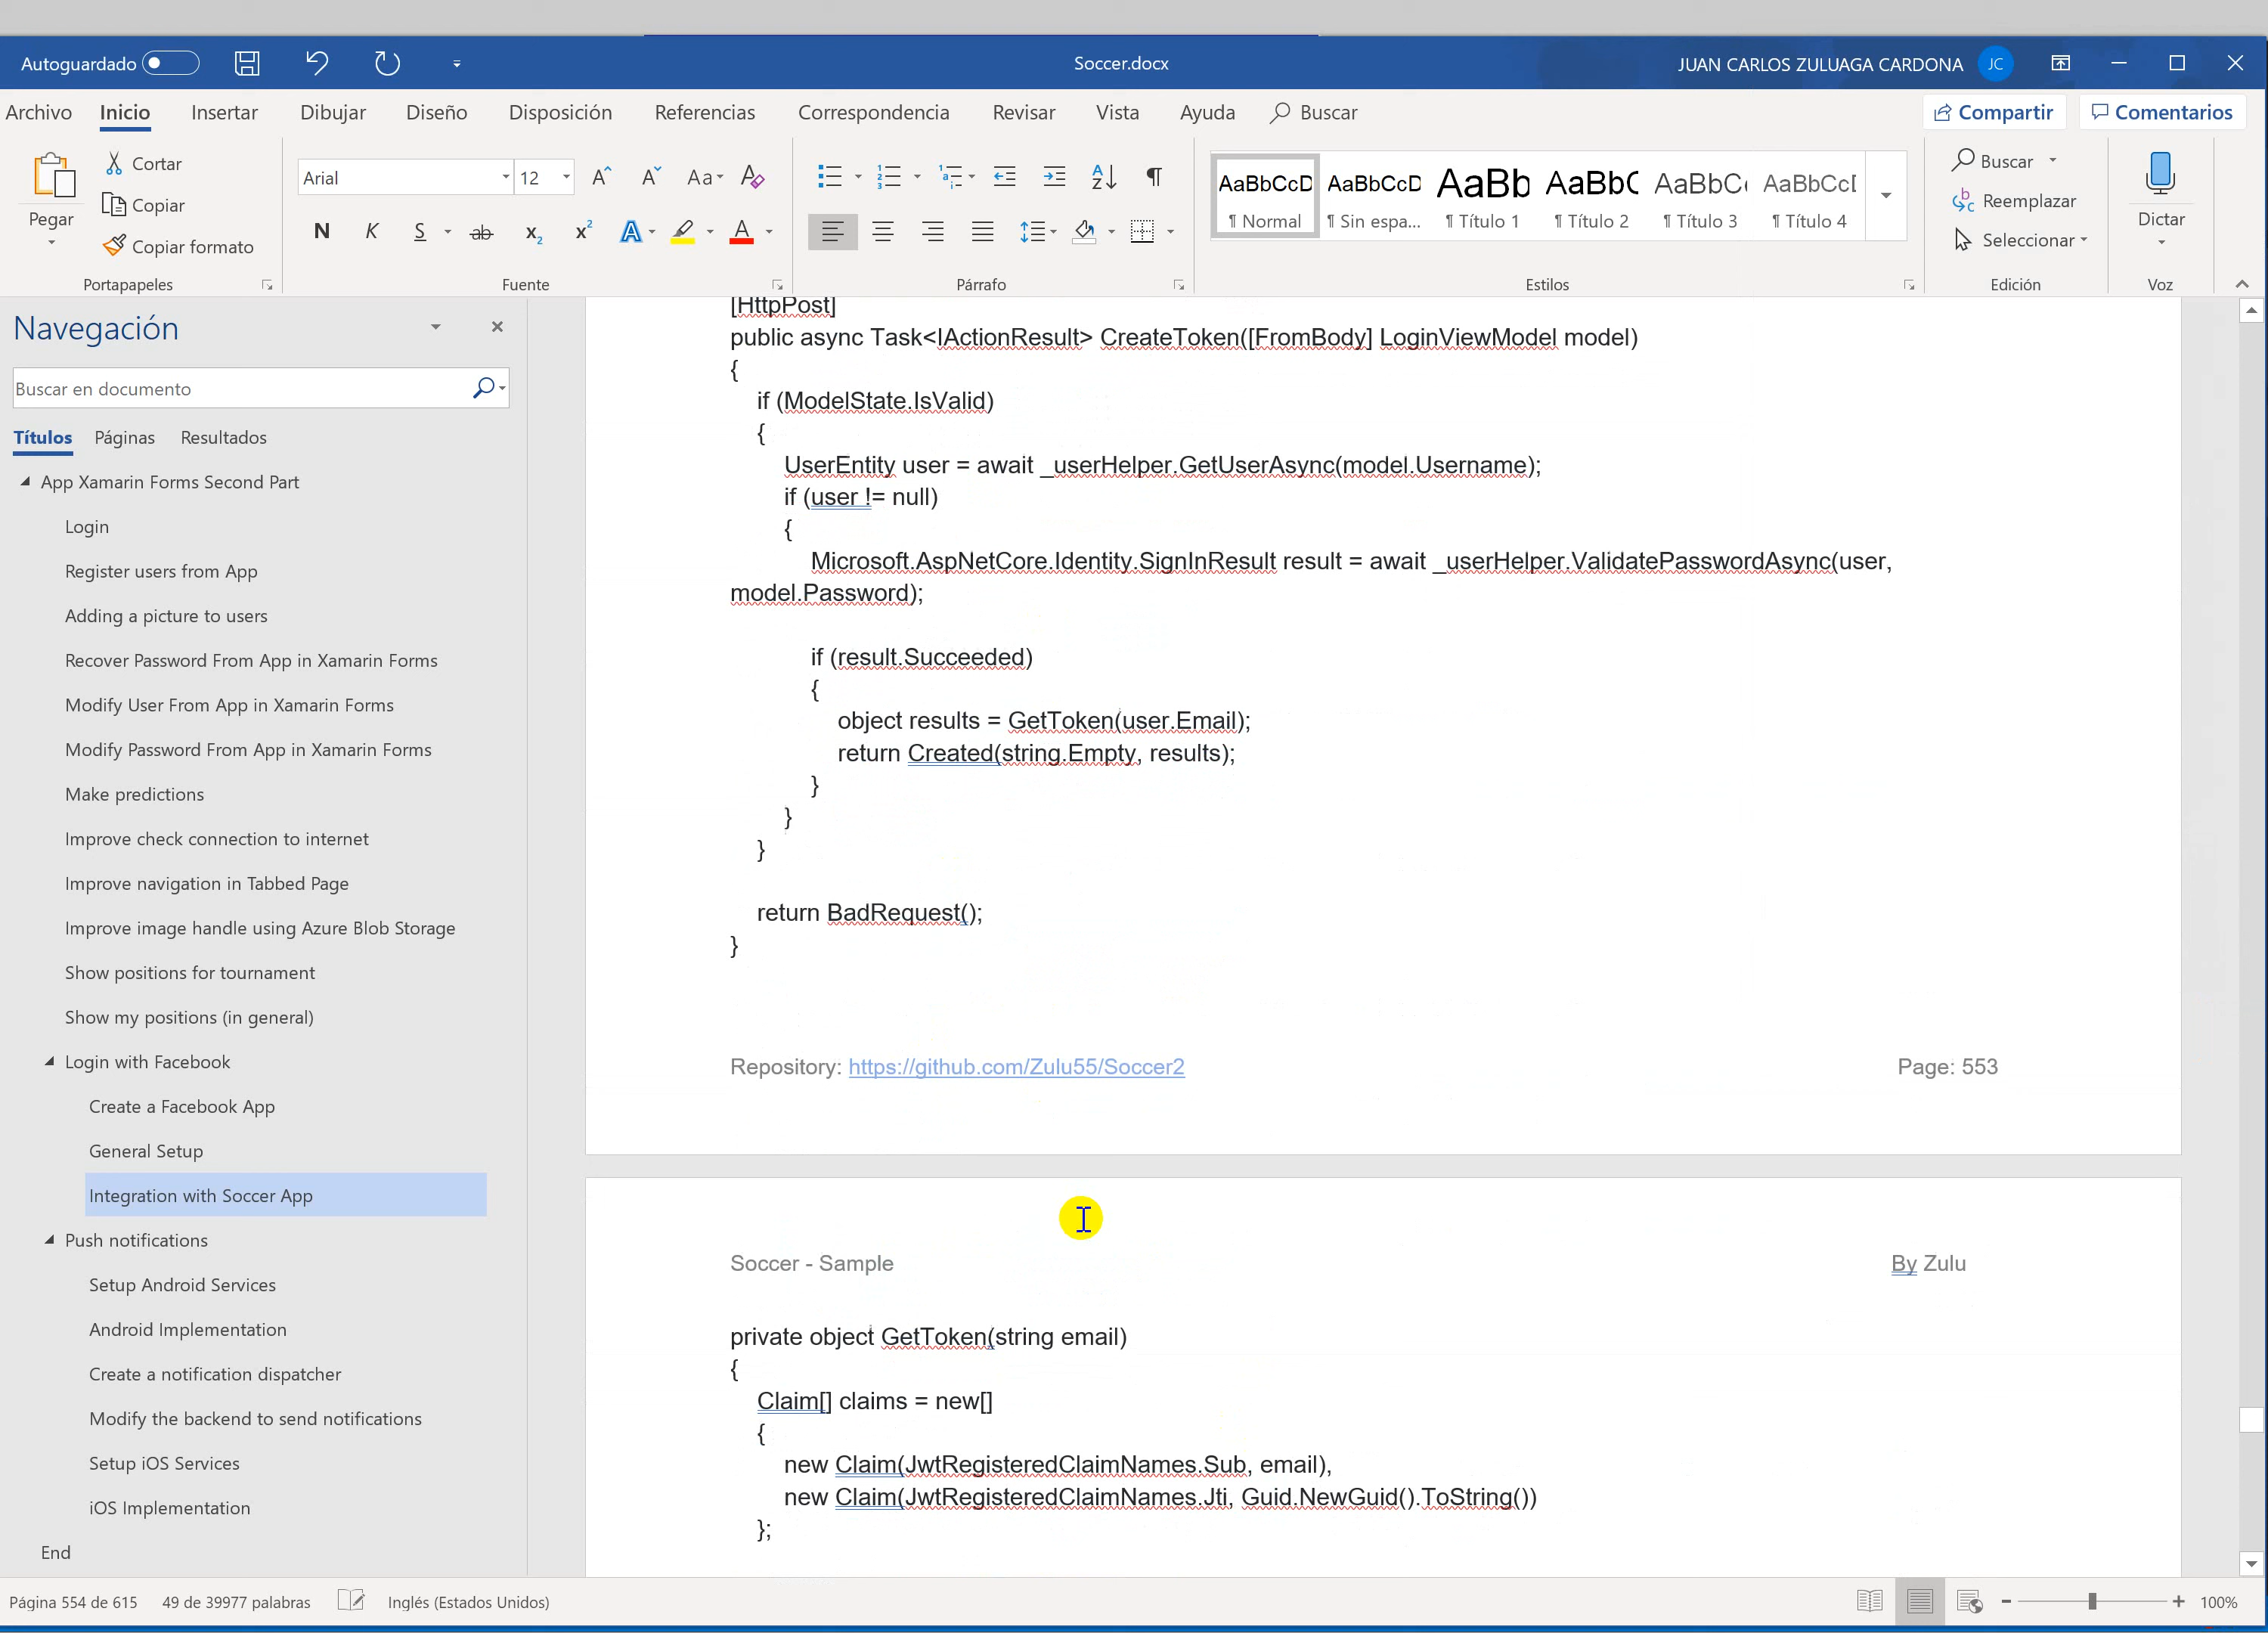 Autoguardado
Soccer.docx
JUAN CARLOS ZULUAGA CARDONA JC
Archivo Inicio Insertar Dibujar Diseño Disposición Referencias Correspondencia Revisar Vista Ayuda Buscar Compartir Comentarios
Pegar
Cortar
Copiar
Copiar formato
Portapapeles
Arial 12
N K S ab x₂ x² A A
Fuente
Párrafo
AaBbCcD AaBbCcD AaBb AaBbC AaBbC AaBbCcD
¶ Normal ¶ Sin espa... ¶ Título 1 ¶ Título 2 ¶ Título 3 ¶ Título 4
Estilos
Buscar
Reemplazar
Seleccionar
Edición
Dictar
Voz
Navegación
Buscar en documento
Títulos Páginas Resultados
App Xamarin Forms Second Part
Login
Register users from App
Adding a picture to users
Recover Password From App in Xamarin Forms
Modify User From App in Xamarin Forms
Modify Password From App in Xamarin Forms
Make predictions
Improve check connection to internet
Improve navigation in Tabbed Page
Improve image handle using Azure Blob Storage
Show positions for tournament
Show my positions (in general)
Login with Facebook
Create a Facebook App
General Setup
Integration with Soccer App
Push notifications
Setup Android Services
Android Implementation
Create a notification dispatcher
Modify the backend to send notifications
Setup iOS Services
iOS Implementation
End
[HttpPost]
public async Task<IActionResult> CreateToken([FromBody] LoginViewModel model)
{
if (ModelState.IsValid)
{
UserEntity user = await _userHelper.GetUserAsync(model.Username);
if (user != null)
{
Microsoft.AspNetCore.Identity.SignInResult result = await _userHelper.ValidatePasswordAsync(user,
model.Password);
if (result.Succeeded)
{
object results = GetToken(user.Email);
return Created(string.Empty, results);
}
}
}
return BadRequest();
}
Repository: https://github.com/Zulu55/Soccer2 Page: 553
Soccer - Sample By Zulu
private object GetToken(string email)
{
Claim[] claims = new[]
{
new Claim(JwtRegisteredClaimNames.Sub, email),
new Claim(JwtRegisteredClaimNames.Jti, Guid.NewGuid().ToString())
};
Página 554 de 615 49 de 39977 palabras Inglés (Estados Unidos) 100%